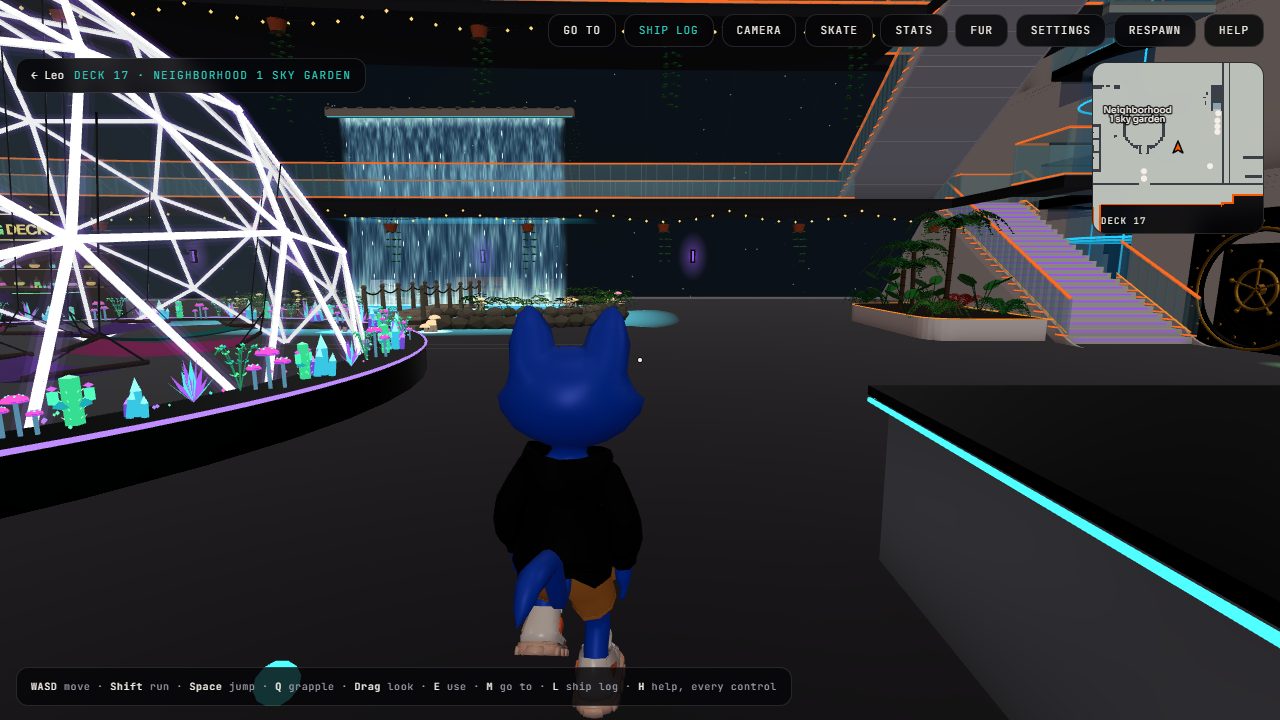 GO TO
SHIP LOG
CAMERA
SKATE
STATS
FUR
SETTINGS
RESPAWN
HELP
← Leo DECK 17 · NEIGHBORHOOD 1 SKY GARDEN
Neighborhood
1 sky garden
DECK 17
DECK
WASD move · Shift run · Space jump · Q grapple · Drag look · E use · M go to · L ship log · H help, every control